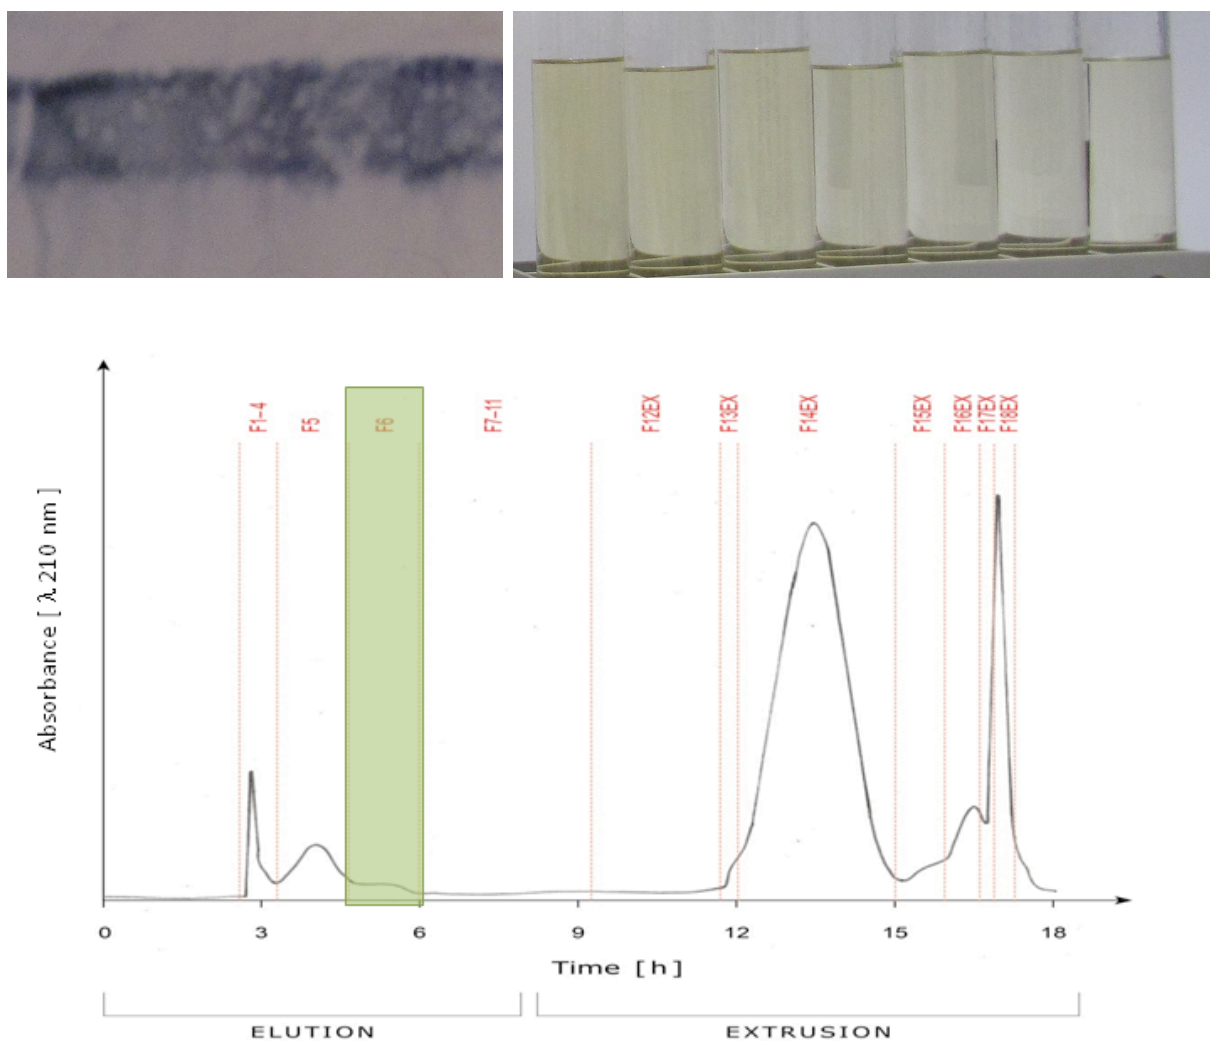 F1-4
F5
F6
F7-11
F12EX
F13EX
F14EX
F15EX
F16EX
F17EX
F18EX
Absorbance [ λ 210 nm ]
0 3 6 9 12 15 18
Time [h]
ELUTION EXTRUSION